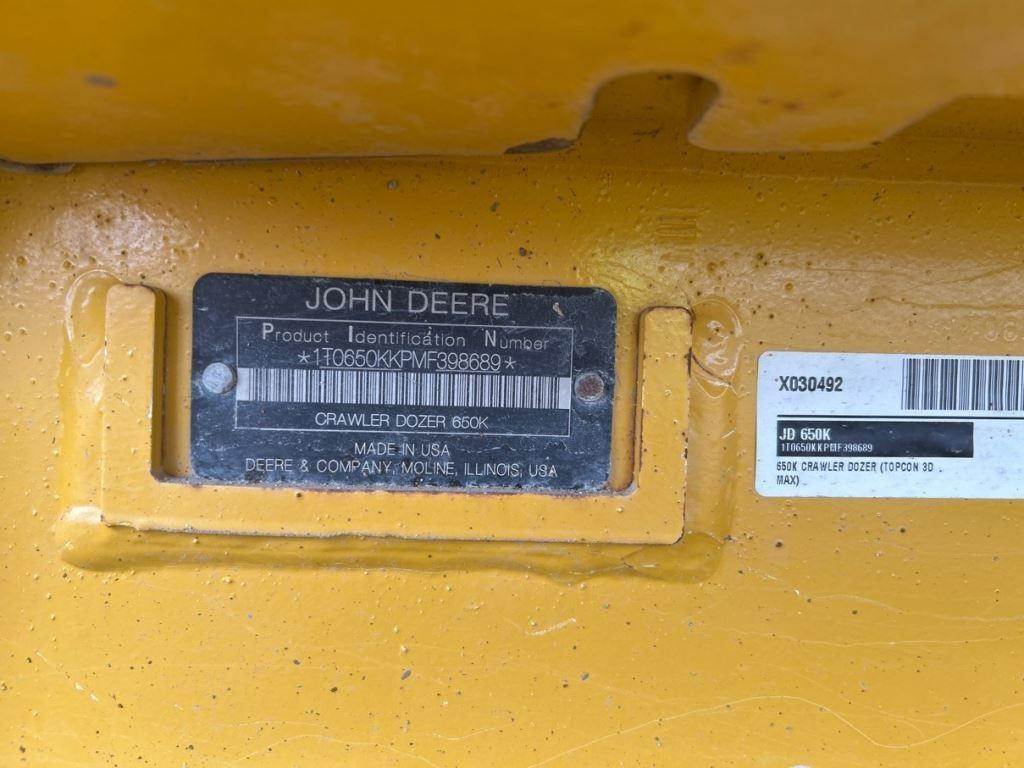 JOHN DEERE
Product Identification Number
*1T0650KKPMF398689*
CRAWLER DOZER 650K
MADE IN USA
DEERE & COMPANY, MOLINE, ILLINOIS, USA
X030492
JD 650K
1T0650KKPMF398689
650K CRAWLER DOZER (TOPCON 3D
MAX)